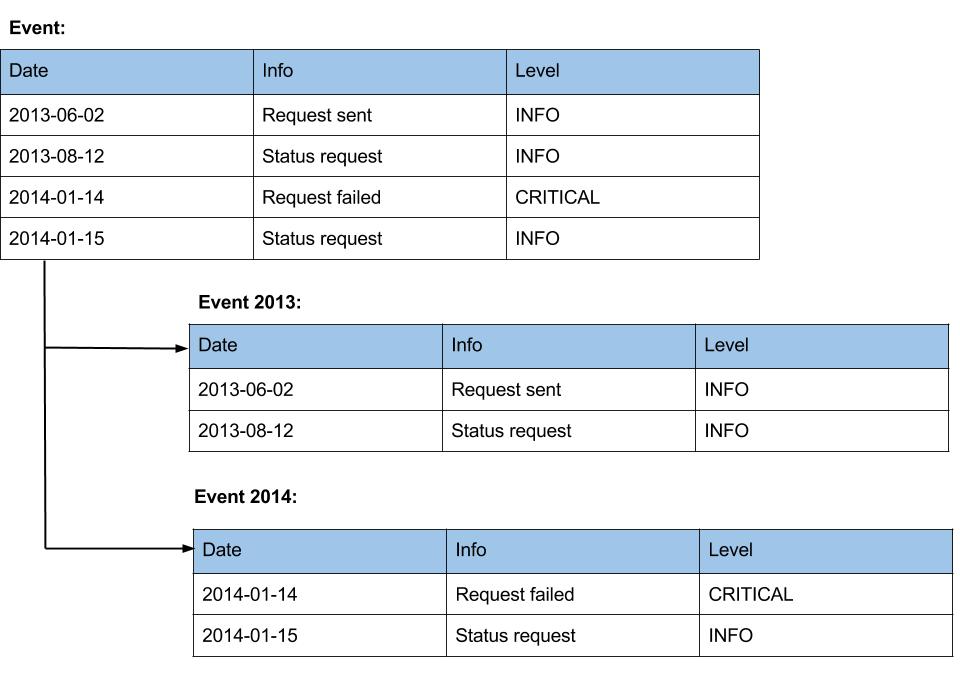 Event:
Date Info Level
2013-06-02 Request sent INFO
2013-08-12 Status request INFO
2014-01-14 Request failed CRITICAL
2014-01-15 Status request INFO
Event 2013:
Date Info Level
2013-06-02 Request sent INFO
2013-08-12 Status request INFO
Event 2014:
Date Info Level
2014-01-14 Request failed CRITICAL
2014-01-15 Status request INFO